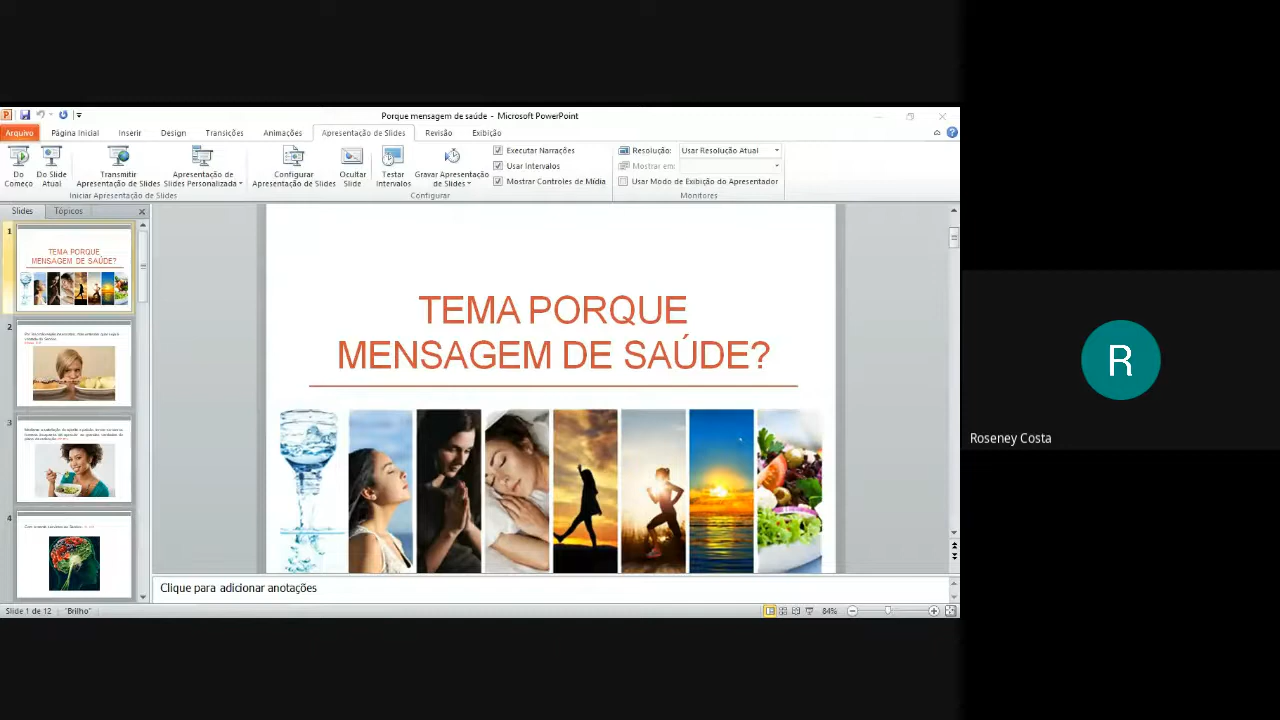 Porque mensagem de saúde - Microsoft PowerPoint
Arquivo Página Inicial Inserir Design Transições Animações Apresentação de Slides Revisão Exibição
Do Começo
Do Slide Atual
Transmitir Apresentação de Slides
Apresentação de Slides Personalizada
Iniciar Apresentação de Slides
Configurar Apresentação de Slides
Ocultar Slide
Testar Intervalos
Gravar Apresentação de Slides
Executar Narrações
Usar Intervalos
Mostrar Controles de Mídia
Configurar
Resolução: Usar Resolução Atual
Mostrar em:
Usar Modo de Exibição do Apresentador
Monitores
Slides Tópicos
1
TEMA PORQUE
MENSAGEM DE SAÚDE?
2
3
4
TEMA PORQUE
MENSAGEM DE SAÚDE?
R
Roseney Costa
Clique para adicionar anotações
Slide 1 de 12 "Brilho" 84%